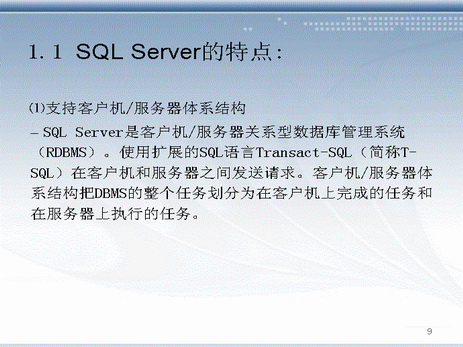 1.1 SQL Server的特点:
⑴支持客户机/服务器体系结构
– SQL Server是客户机/服务器关系型数据库管理系统
（RDBMS）。使用扩展的SQL语言Transact-SQL（简称T-
SQL）在客户机和服务器之间发送请求。客户机/服务器体
系结构把DBMS的整个任务划分为在客户机上完成的任务和
在服务器上执行的任务。
9